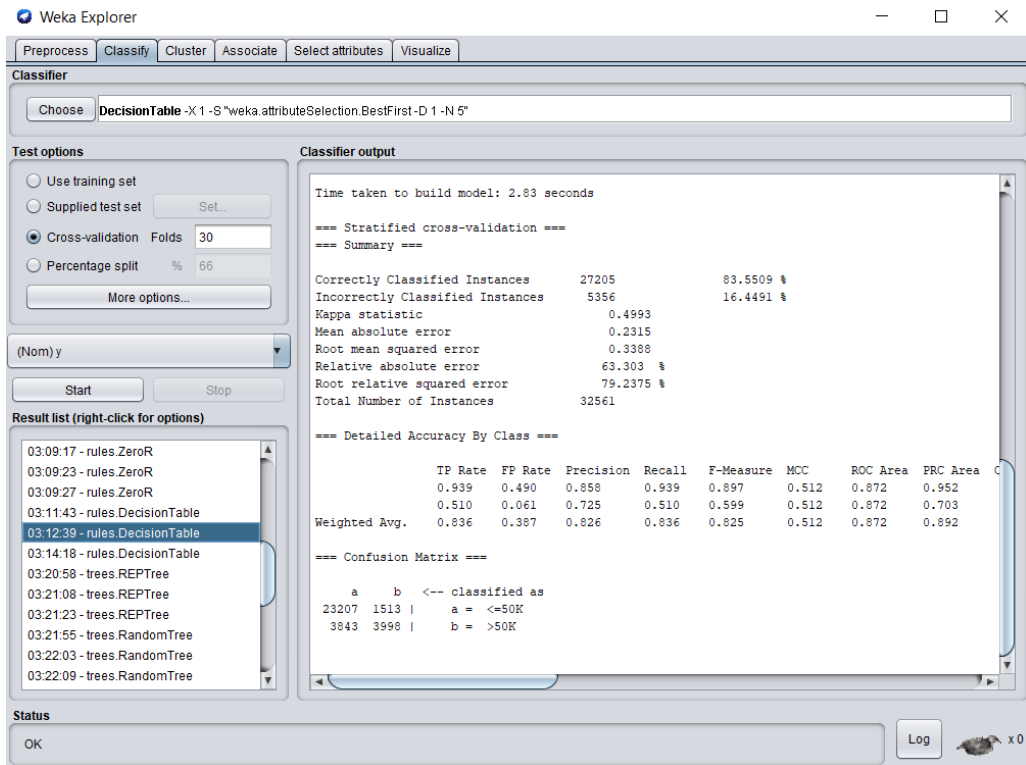 Weka Explorer
Preprocess Classify Cluster Associate Select attributes Visualize
Classifier
Choose DecisionTable -X 1 -S "weka.attributeSelection.BestFirst -D 1 -N 5"
Test options
Use training set
Supplied test set Set...
Cross-validation Folds 30
Percentage split % 66
More options...
(Nom) y
Start Stop
Result list (right-click for options)
03:09:17 - rules.ZeroR
03:09:23 - rules.ZeroR
03:09:27 - rules.ZeroR
03:11:43 - rules.DecisionTable
03:12:39 - rules.DecisionTable
03:14:18 - rules.DecisionTable
03:20:58 - trees.REPTree
03:21:08 - trees.REPTree
03:21:23 - trees.REPTree
03:21:55 - trees.RandomTree
03:22:03 - trees.RandomTree
03:22:09 - trees.RandomTree
Classifier output
Time taken to build model: 2.83 seconds
=== Stratified cross-validation ===
=== Summary ===
Correctly Classified Instances 27205 83.5509 %
Incorrectly Classified Instances 5356 16.4491 %
Kappa statistic 0.4993
Mean absolute error 0.2315
Root mean squared error 0.3388
Relative absolute error 63.303 %
Root relative squared error 79.2375 %
Total Number of Instances 32561
=== Detailed Accuracy By Class ===
TP Rate FP Rate Precision Recall F-Measure MCC ROC Area PRC Area
0.939 0.490 0.858 0.939 0.897 0.512 0.872 0.952
0.510 0.061 0.725 0.510 0.599 0.512 0.872 0.703
Weighted Avg. 0.836 0.387 0.826 0.836 0.825 0.512 0.872 0.892
=== Confusion Matrix ===
a b <-- classified as
23207 1513 | a = <=50K
3843 3998 | b = >50K
Status
OK
Log x 0